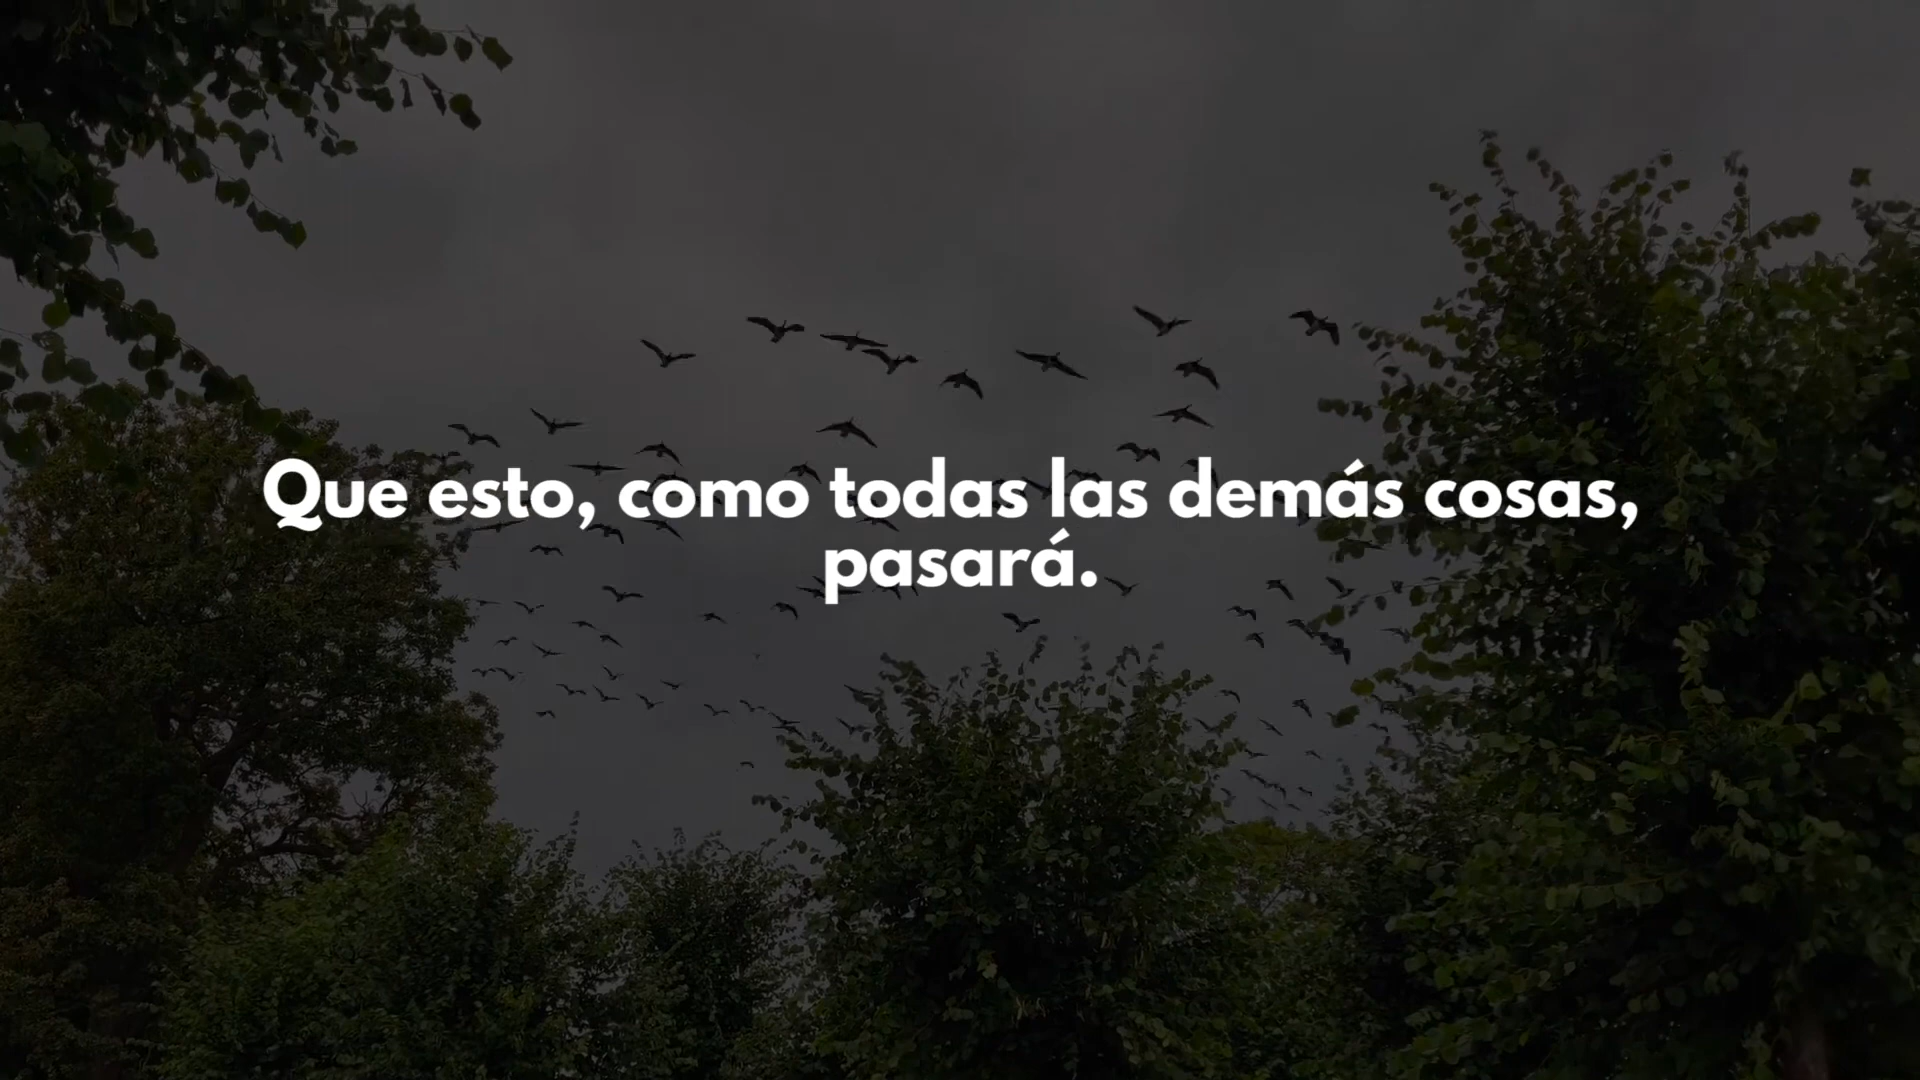 Que esto, como todas las demás cosas,
pasará.